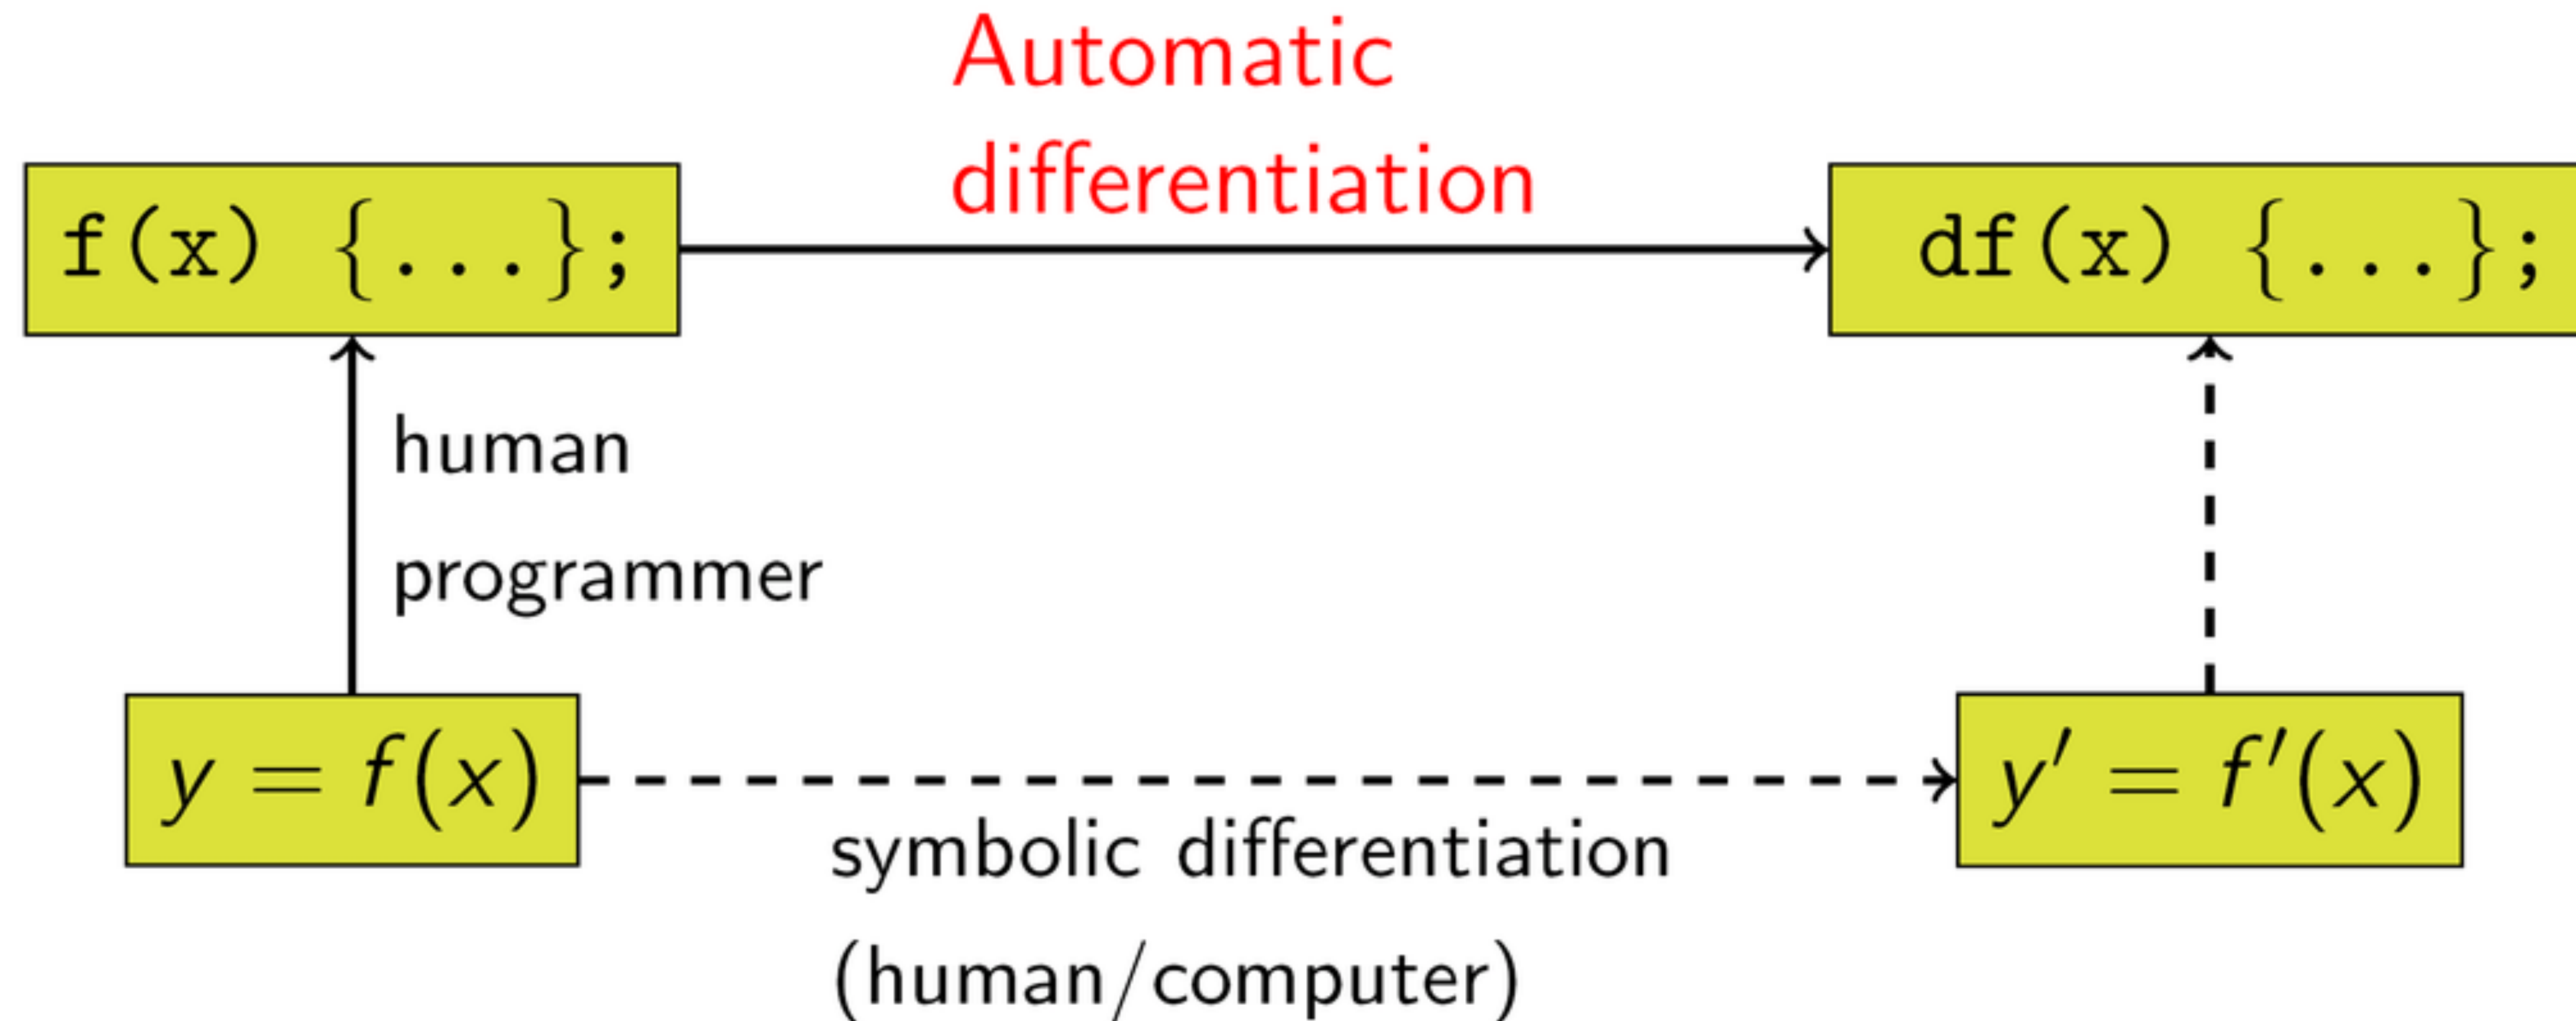 Automatic
differentiation
f(x) {...};
df(x) {...};
human
programmer
y = f(x)
y′ = f′(x)
symbolic differentiation
(human/computer)